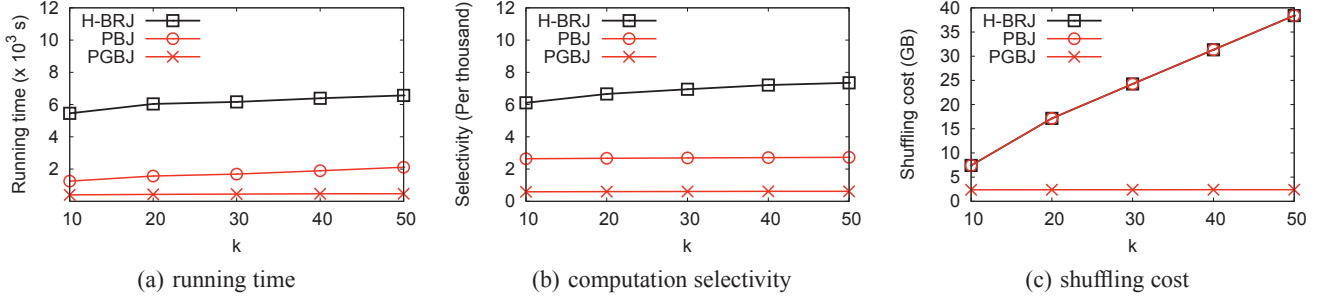 Running time (x 10³ s)
12
10
8
6
4
2
H-BRJ
PBJ
PGBJ
10 20 30 40 50
k
(a) running time
Selectivity (Per thousand)
12
10
8
6
4
2
0
H-BRJ
PBJ
PGBJ
10 20 30 40 50
k
(b) computation selectivity
Shuffling cost (GB)
40
35
30
25
20
15
10
5
0
H-BRJ
PBJ
PGBJ
10 20 30 40 50
k
(c) shuffling cost